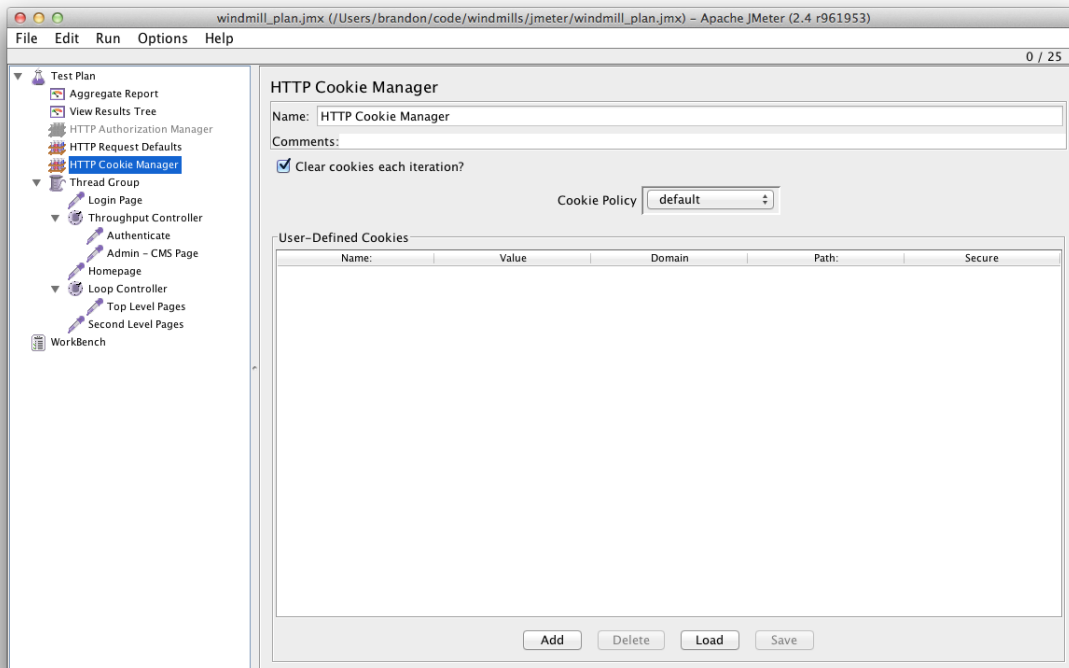 windmill_plan.jmx (/Users/brandon/code/windmills/jmeter/windmill_plan.jmx) – Apache JMeter (2.4 r961953)
File Edit Run Options Help
0 / 25
Test Plan
Aggregate Report
View Results Tree
HTTP Authorization Manager
HTTP Request Defaults
HTTP Cookie Manager
Thread Group
Login Page
Throughput Controller
Authenticate
Admin – CMS Page
Homepage
Loop Controller
Top Level Pages
Second Level Pages
WorkBench
HTTP Cookie Manager
Name: HTTP Cookie Manager
Comments:
Clear cookies each iteration?
Cookie Policy default
User-Defined Cookies
Name: Value Domain Path: Secure
Add Delete Load Save